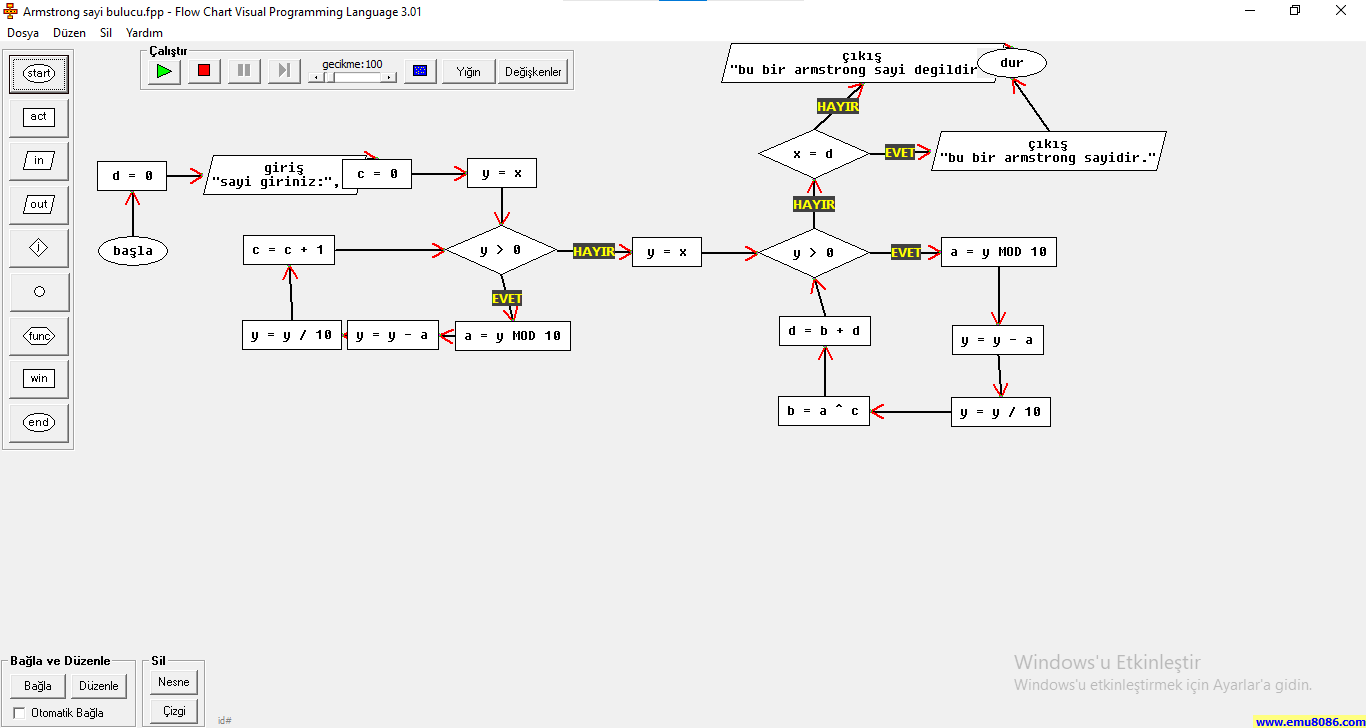 Armstrong sayi bulucu.fpp - Flow Chart Visual Programming Language 3.01
Dosya Düzen Sil Yardım
start
act
in
out
j
func
win
end
Çalıştır
gecikme:100
Yığın
Değişkenler
çıkış
"bu bir armstrong sayi degildir
dur
HAYIR
x = d
EVET
çıkış
"bu bir armstrong sayidir."
d = 0
giriş
"sayi giriniz:",
c = 0
y = x
HAYIR
başla
c = c + 1
y > 0
HAYIR
y = x
y > 0
EVET
a = y MOD 10
EVET
y = y / 10
y = y - a
a = y MOD 10
d = b + d
y = y - a
b = a ^ c
y = y / 10
Bağla ve Düzenle
Bağla
Düzenle
Otomatik Bağla
Sil
Nesne
Çizgi
id#
Windows'u Etkinleştir
Windows'u etkinleştirmek için Ayarlar'a gidin.
www.emu8086.com